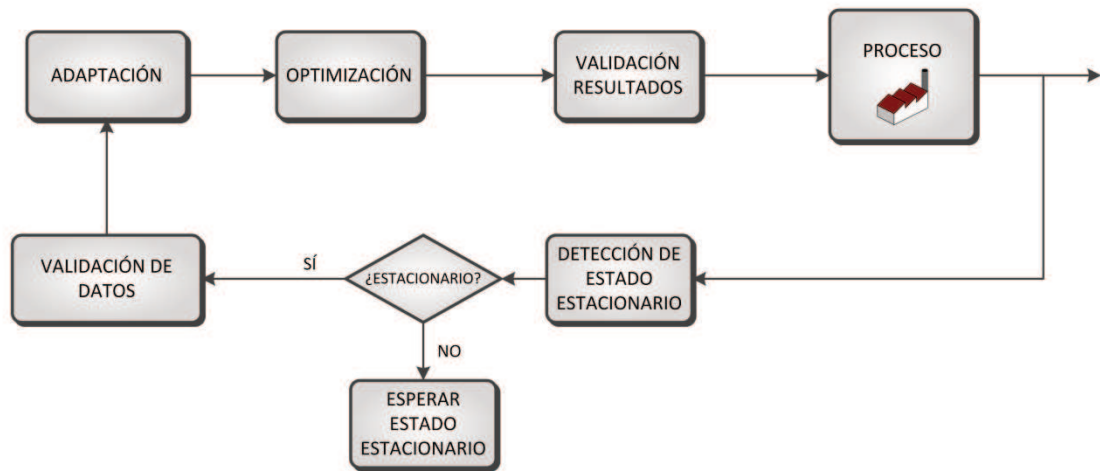 ADAPTACIÓN
OPTIMIZACIÓN
VALIDACIÓN
RESULTADOS
PROCESO
VALIDACIÓN DE
DATOS
SÍ
¿ESTACIONARIO?
DETECCIÓN DE
ESTADO
ESTACIONARIO
NO
ESPERAR
ESTADO
ESTACIONARIO